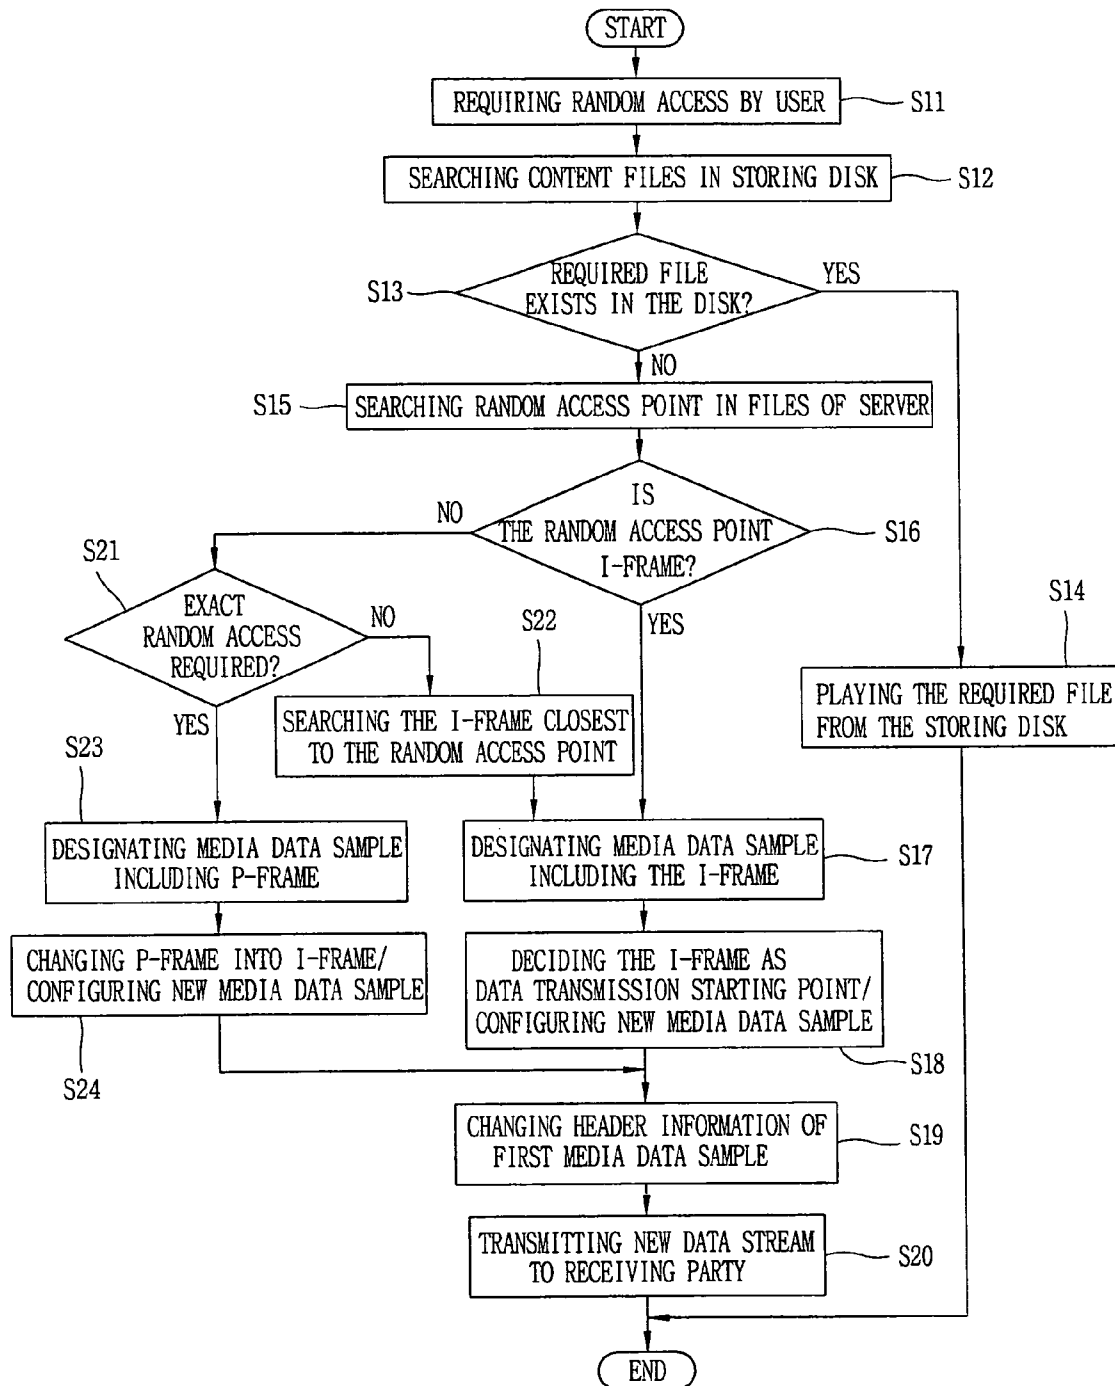 START
REQUIRING RANDOM ACCESS BY USER
S11
SEARCHING CONTENT FILES IN STORING DISK
S12
REQUIRED FILE
EXISTS IN THE DISK?
S13
YES
NO
S15
SEARCHING RANDOM ACCESS POINT IN FILES OF SERVER
IS
THE RANDOM ACCESS POINT
I-FRAME?
S16
NO
YES
S21
EXACT
RANDOM ACCESS
REQUIRED?
NO
YES
S22
SEARCHING THE I-FRAME CLOSEST
TO THE RANDOM ACCESS POINT
S14
PLAYING THE REQUIRED FILE
FROM THE STORING DISK
S23
DESIGNATING MEDIA DATA SAMPLE
INCLUDING P-FRAME
DESIGNATING MEDIA DATA SAMPLE
INCLUDING THE I-FRAME
S17
CHANGING P-FRAME INTO I-FRAME/
CONFIGURING NEW MEDIA DATA SAMPLE
S24
DECIDING THE I-FRAME AS
DATA TRANSMISSION STARTING POINT/
CONFIGURING NEW MEDIA DATA SAMPLE
S18
CHANGING HEADER INFORMATION OF
FIRST MEDIA DATA SAMPLE
S19
TRANSMITTING NEW DATA STREAM
TO RECEIVING PARTY
S20
END